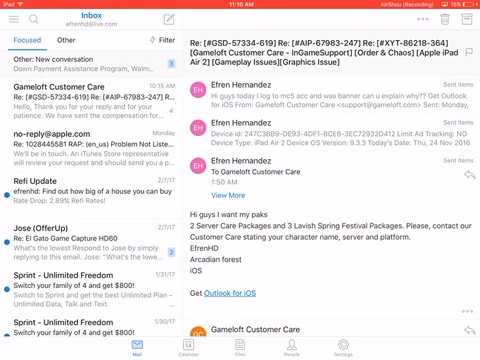 iPad
11:10 AM
AirShou (Recording)
Inbox
efrenhd@live.com
Focused
Other
Filter
Other: New conversation
Down Payment Assistance Program, Walm...
3
Gameloft Customer Care
10:15 AM
Re: [#GSD-57334-619] Re: [#AIP-67983-247] R...
Hello, Thank you for your reply and for your
patience. We have sent the compensation for...
4
no-reply@apple.com
Monday
Re: 1028445581 RAP: (en_us) Problem Not Liste...
We'll be in touch. An iTunes Store representative
will review your request and should send you a p...
Refi Update
2/7/17
efrenhd: Find out how big of a house you can buy
Rate Drop: 2.89% Refi Rates!
Jose (OfferUp)
2/7/17
Re: El Gato Game Capture HD60
What's the lowest Respond to Jose by simply
replying to this email. Jose: "What's the lowest
2
Sprint - Unlimited Freedom
1/31/17
Switch your family of 4 and get $800!
Switch to Sprint and get the best Unlimited Plan –
Unlimited Data, Talk and Text.
Sprint - Unlimited Freedom
1/30/17
Switch your family of 4 and get $800!
Re: [#GSD-57334-619] Re: [#AIP-67983-247] Re: [#XYT-86218-364]
[Gameloft Customer Care - InGameSupport] [Order & Chaos] [Apple iPad
Air 2] [Gameplay Issues][Graphics Issue]
EH
Efren Hernandez
Sent Items
Hi guys today I log to mc5 acc and was banner can u explain why?? Get Outlook
for iOS From: Gameloft Customer Care <support@gameloft.com> Sent: Monday,
EH
Efren Hernandez
Sent Items
Device id: 247C38B9-DE93-4DF1-BCEB-3EC72932D412 Limit Ad Tracking: NO
Device Type: iPad Air 2 Device OS Version: 9.3.3 Today's Date: Thu, 24 Nov 2016
EH
Efren Hernandez
Sent Items
To Gameloft Customer Care
1:50 AM
View More
Hi guys I want my paks
2 Server Care Packages and 3 Lavish Spring Festival Packages. Please, contact our
Customer Care stating your character name, server and platform.
EfrenHD
Arcadian forest
iOS
Get Outlook for iOS
GC
Gameloft Customer Care
Sent Items
Mail
14
Calendar
Files
People
Settings